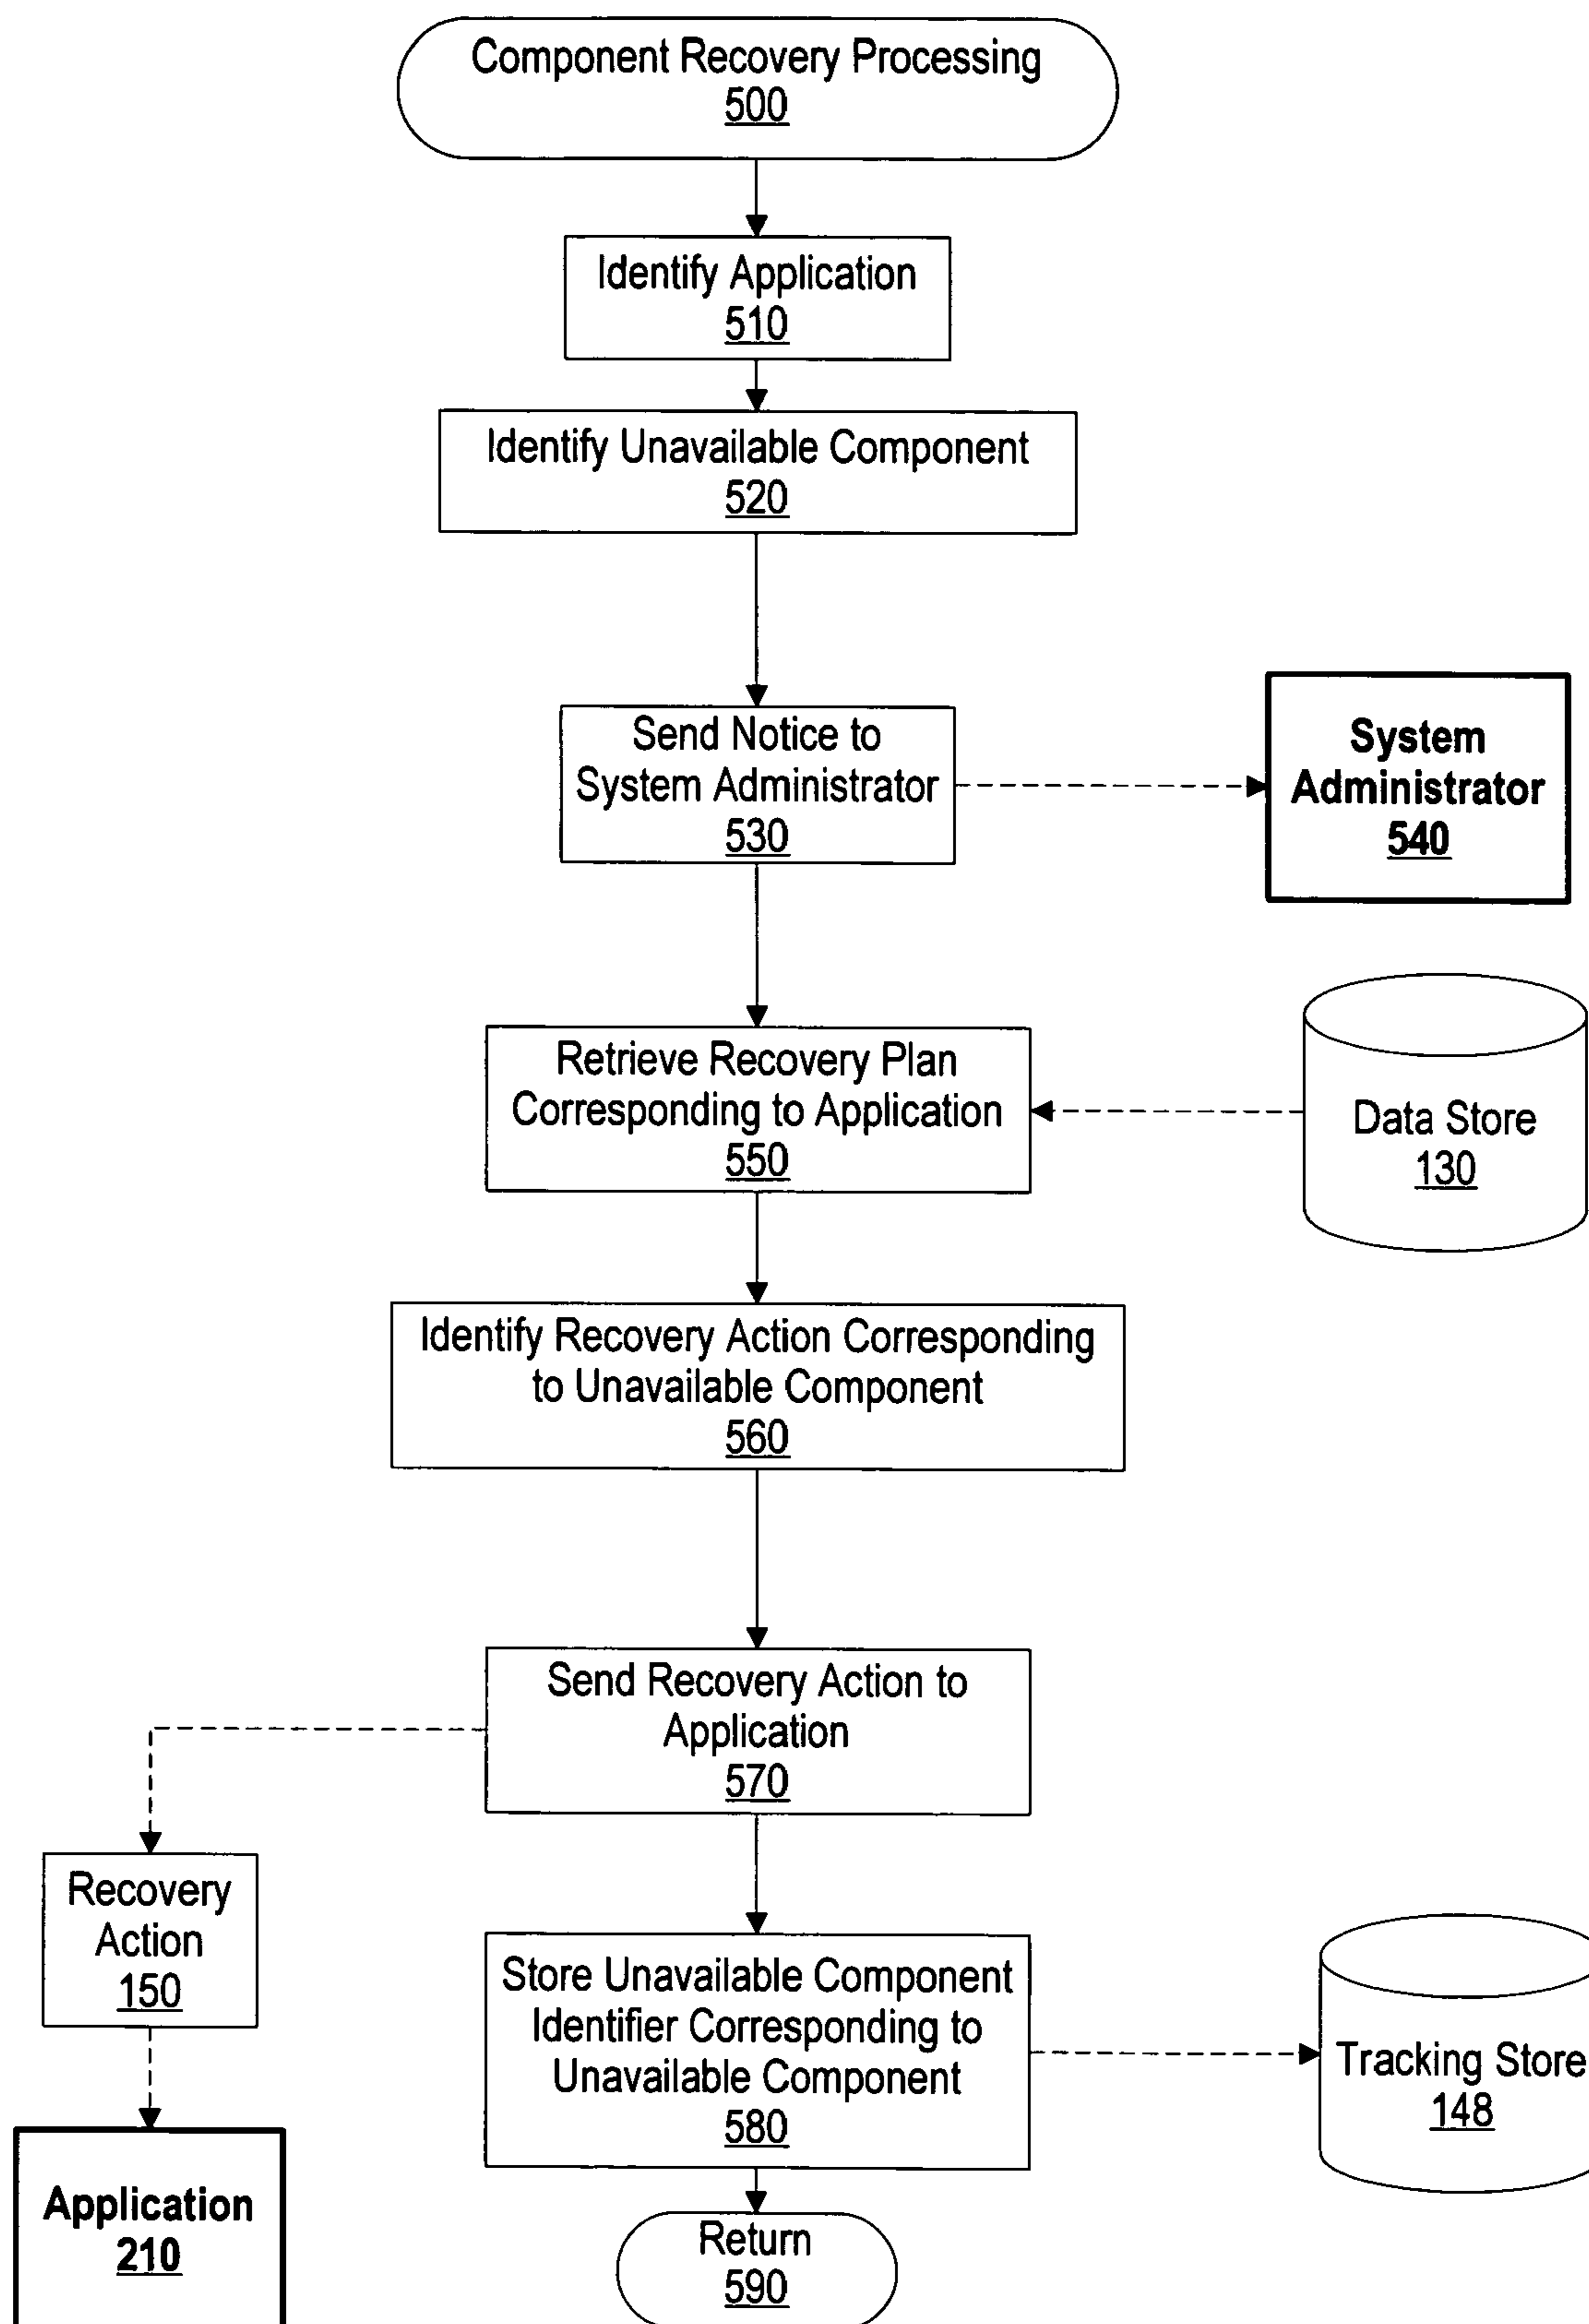 Component Recovery Processing
500
Identify Application
510
Identify Unavailable Component
520
Send Notice to
System Administrator
530
System
Administrator
540
Retrieve Recovery Plan
Corresponding to Application
550
Data Store
130
Identify Recovery Action Corresponding
to Unavailable Component
560
Send Recovery Action to
Application
570
Recovery
Action
150
Store Unavailable Component
Identifier Corresponding to
Unavailable Component
580
Tracking Store
148
Application
210
Return
590